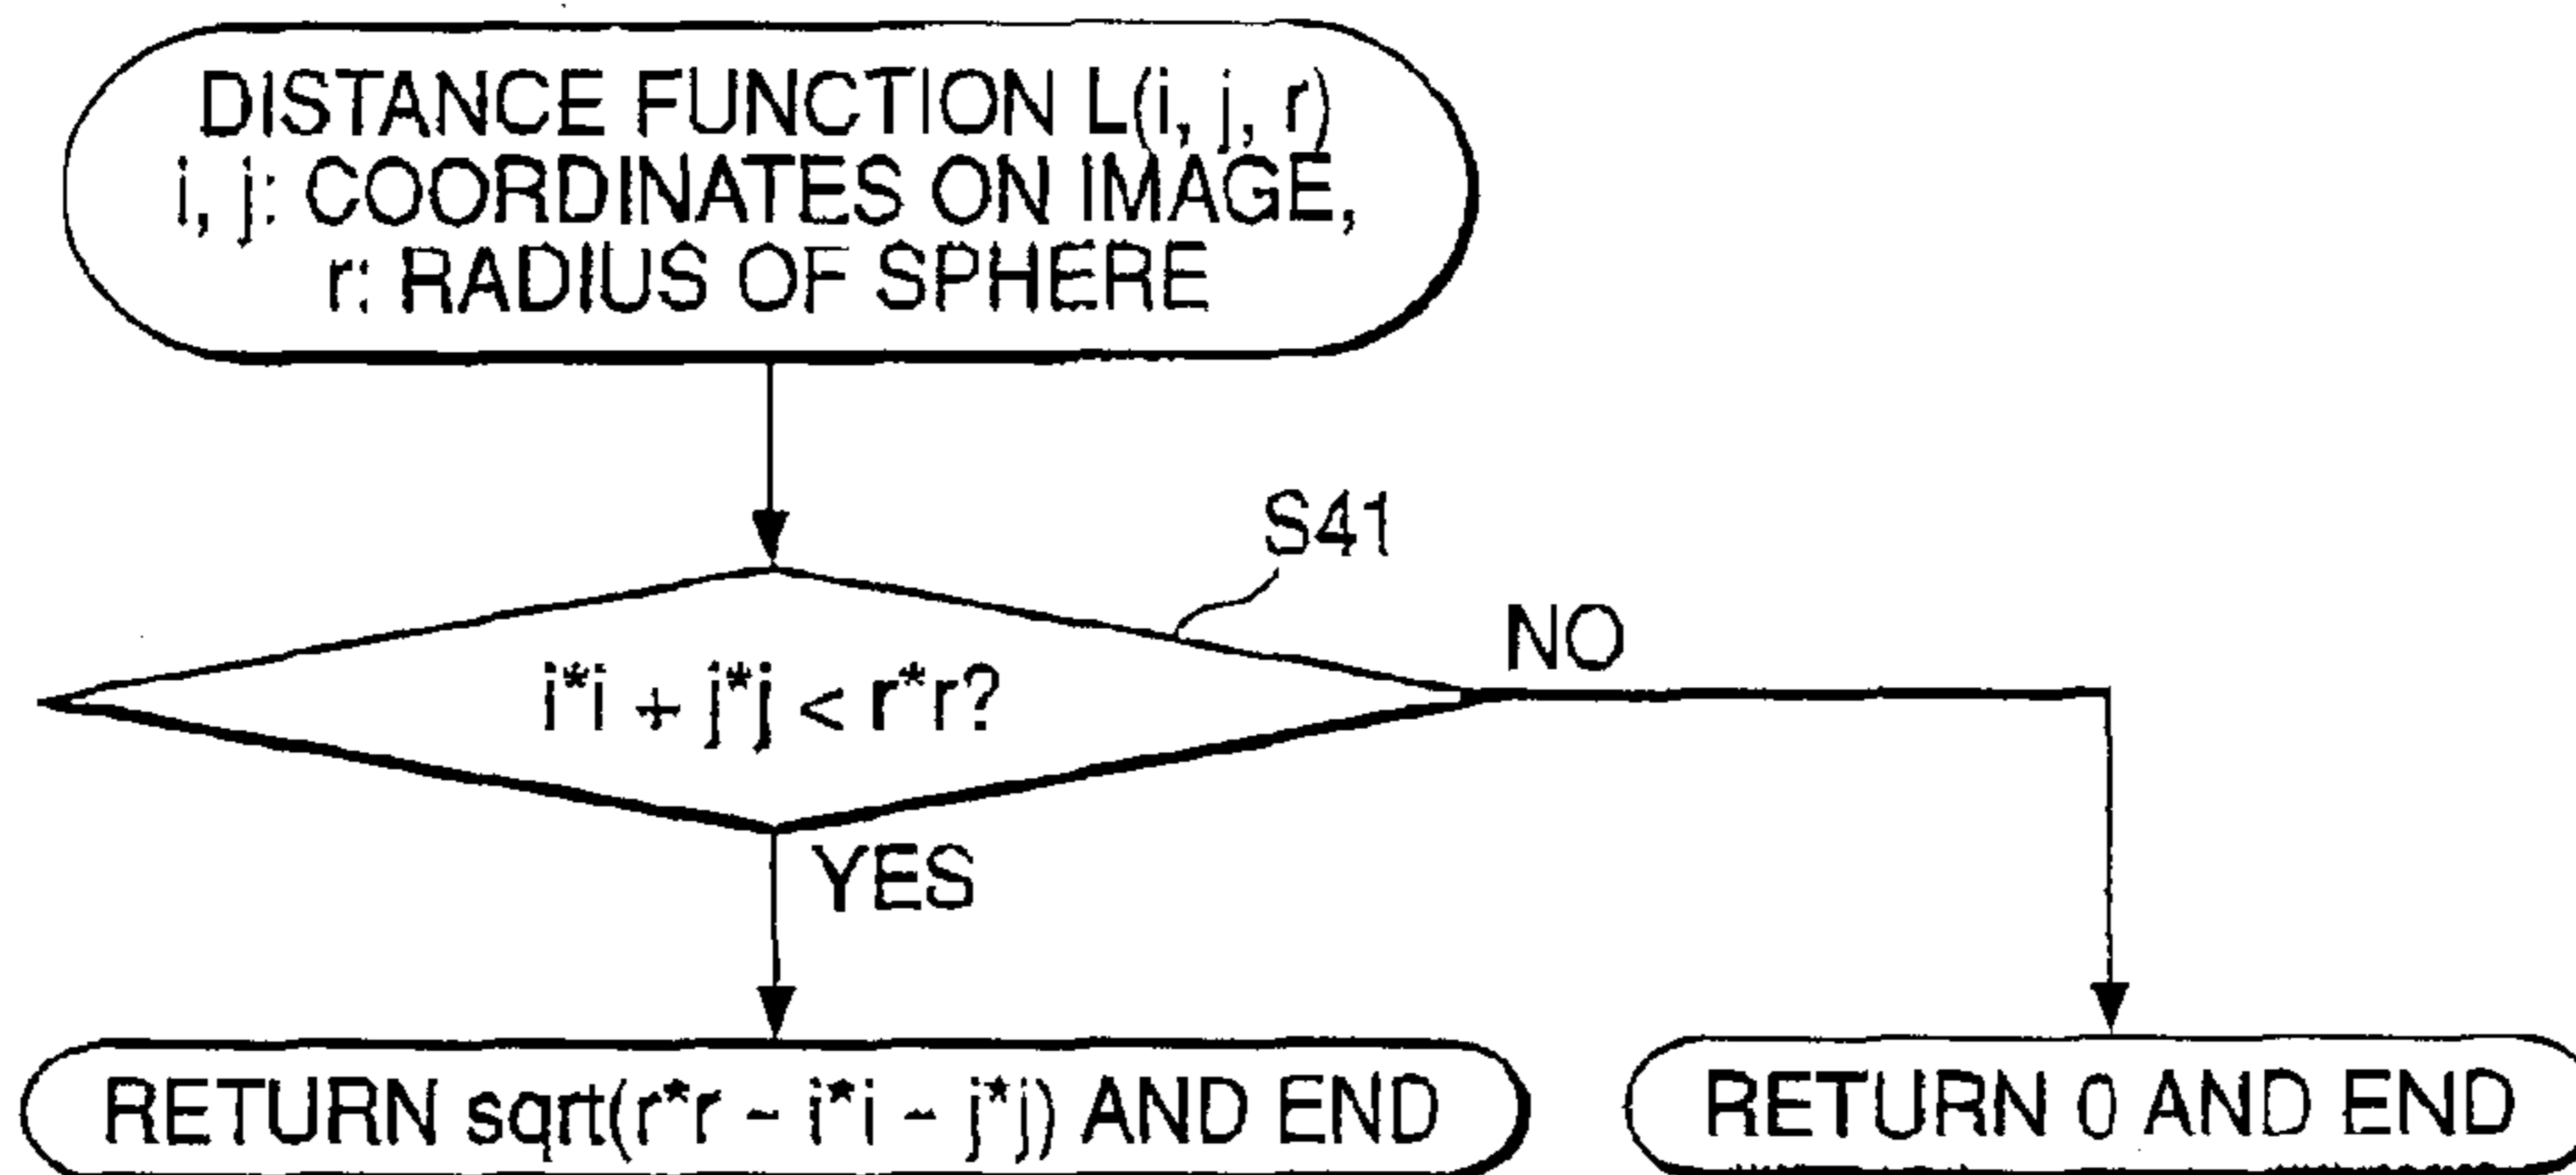 DISTANCE FUNCTION L(i, j, r)
i, j: COORDINATES ON IMAGE,
r: RADIUS OF SPHERE
S41
i*i + j*j < r*r?
NO
YES
RETURN sqrt(r*r - i*i - j*j) AND END
RETURN 0 AND END